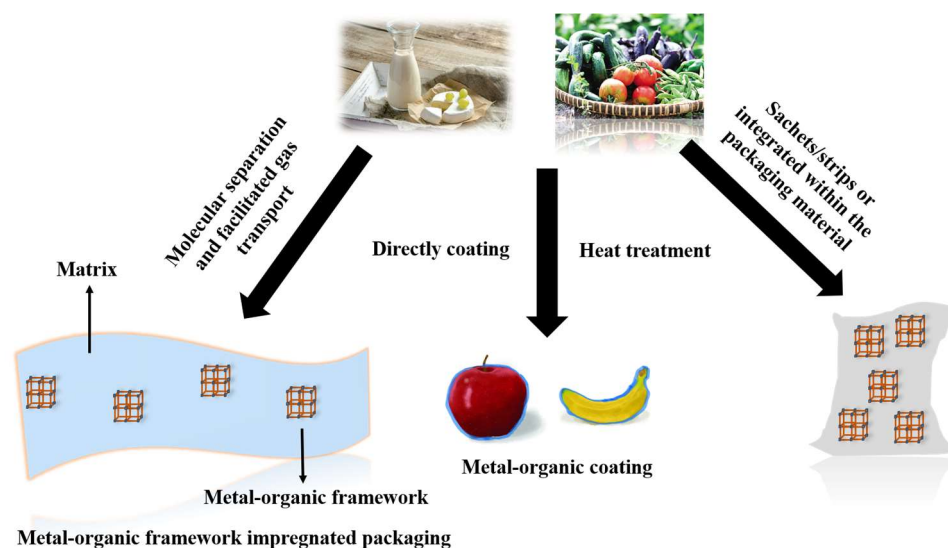 Molecular separation
and facilitated gas
transport
Directly coating
Heat treatment
Sachets/strips or
integrated within the
packaging material
Matrix
Metal-organic framework
Metal-organic framework impregnated packaging
Metal-organic coating